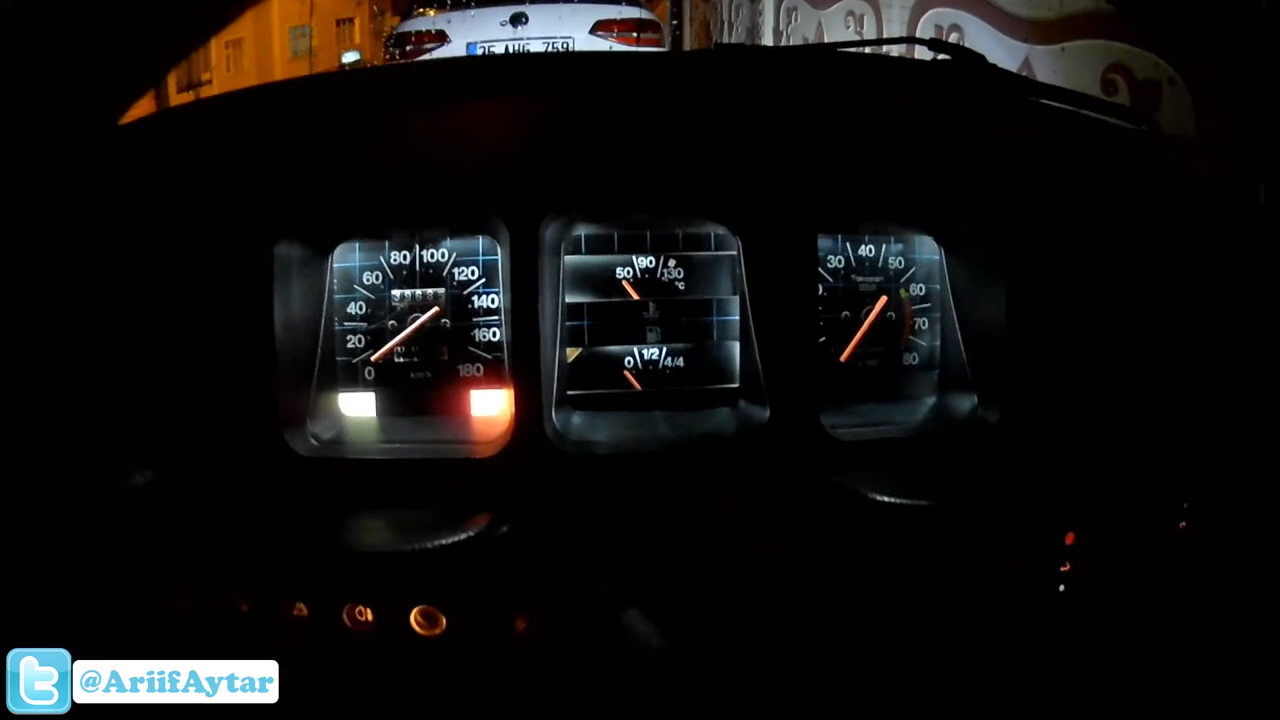 35 AHG 759
80 100
60 120
40 140
20 160
0 180
km/h
50 90 130
°C
0 1/2 4/4
30 40 50
60
70
80
@AriifAytar